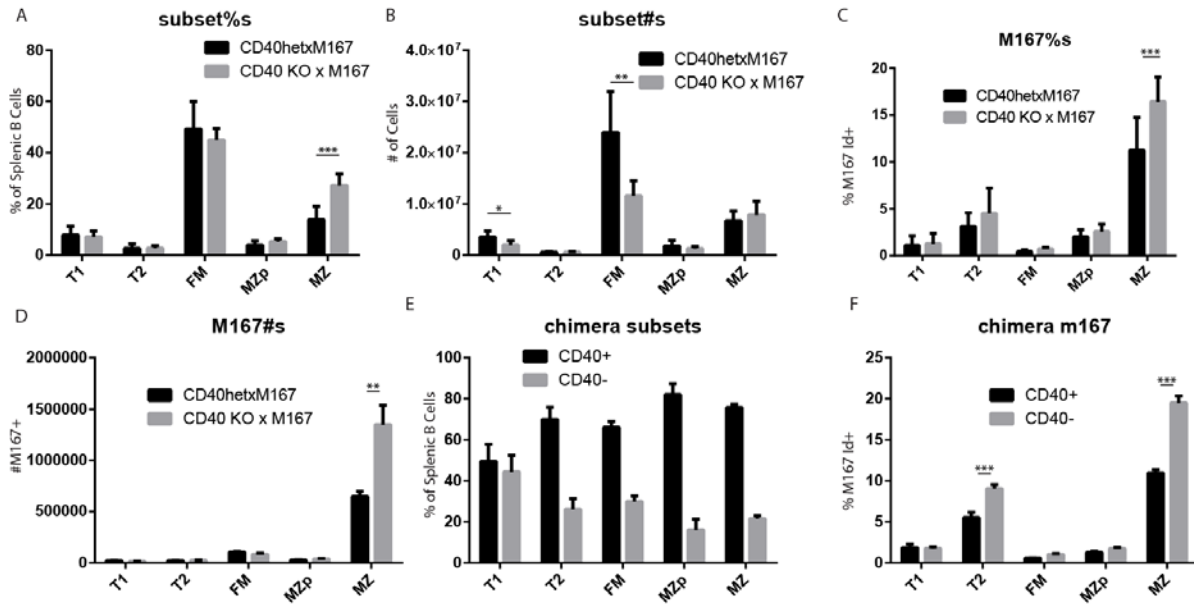 A
subset%s
% of Splenic B Cells
80
60
40
20
0
CD40hetxM167
CD40 KO x M167
***
T1
T2
FM
MZp
MZ
B
subset#s
# of Cells
4.0×10⁷
3.0×10⁷
2.0×10⁷
1.0×10⁷
0
CD40hetxM167
CD40 KO x M167
*
**
T1
T2
FM
MZp
MZ
C
M167%s
% M167 Id+
20
15
10
5
0
CD40hetxM167
CD40 KO x M167
***
T1
T2
FM
MZp
MZ
D
M167#s
#M167+
2000000
1500000
1000000
500000
0
CD40hetxM167
CD40 KO x M167
**
T1
T2
FM
MZp
MZ
E
chimera subsets
% of Splenic B Cells
100
80
60
40
20
0
CD40+
CD40-
T1
T2
FM
MZp
MZ
F
chimera m167
% M167 Id+
25
20
15
10
5
0
CD40+
CD40-
***
***
T1
T2
FM
MZp
MZ